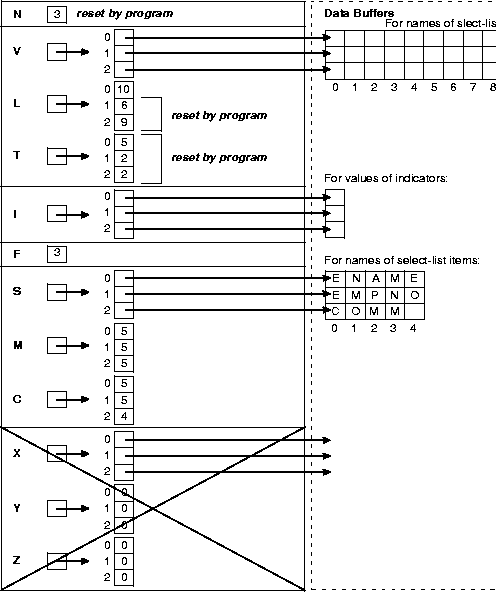 N 3 reset by program Data Buffers
For names of slect-lis
V 0
1
2
0 1 2 3 4 5 6 7 8
L 0 10
1 6 reset by program
2 9
T 0 5
1 2 reset by program
2 2
For values of indicators:
I 0
1
2
F 3
For names of select-list items:
S 0 E N A M E
1 E M P N O
2 C O M M
0 1 2 3 4
M 0 5
1 5
2 5
C 0 5
1 5
2 4
X 0
1
2
Y 0 0
1 0
2 0
Z 0 0
1 0
2 0